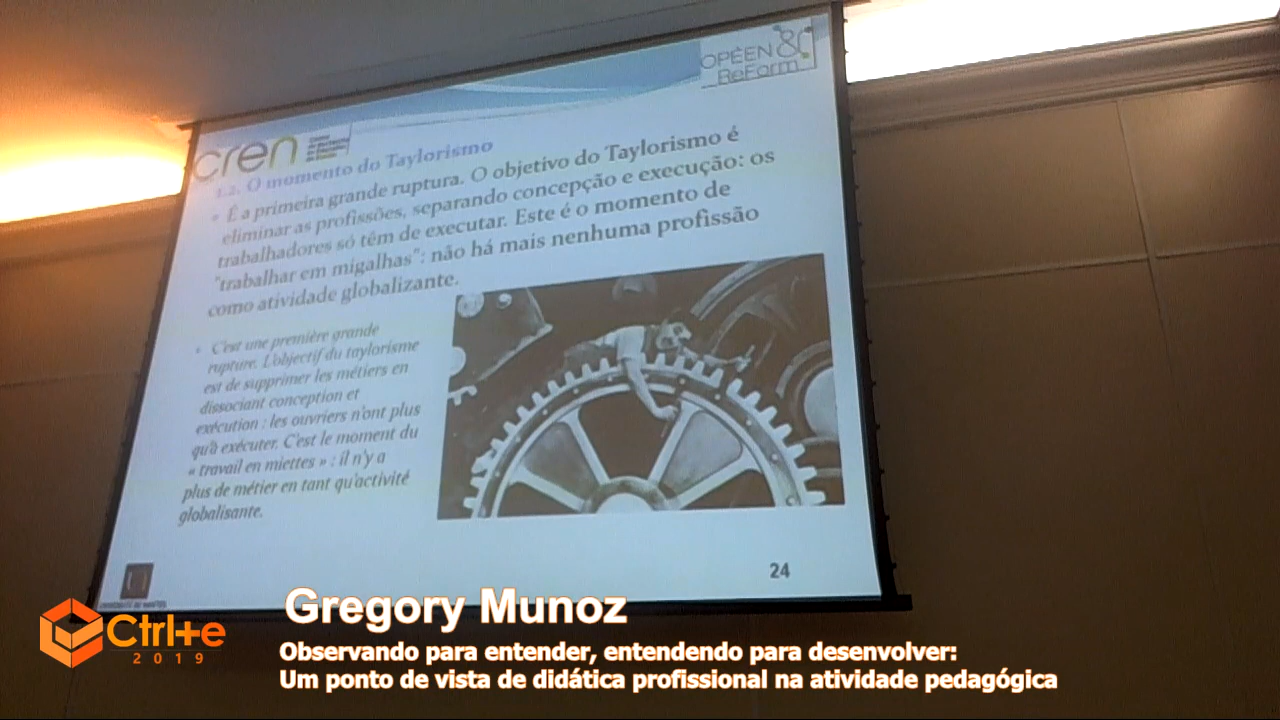 OPÉEN &
ReForm
cren
1.2. O momento do Taylorismo
• É a primeira grande ruptura. O objetivo do Taylorismo é
eliminar as profissões, separando concepção e execução: os
trabalhadores só têm de executar. Este é o momento de
"trabalhar em migalhas": não há mais nenhuma profissão
como atividade globalizante.
• C'est une première grande
rupture. L'objectif du taylorisme
est de supprimer les métiers en
dissociant conception et
exécution : les ouvriers n'ont plus
qu'à exécuter. C'est le moment du
« travail en miettes » : il n'y a
plus de métier en tant qu'activité
globalisante.
24
UNIVERSITÉ DE NANTES
Gregory Munoz
Ctrl+e
2019
Observando para entender, entendendo para desenvolver:
Um ponto de vista de didática profissional na atividade pedagógica